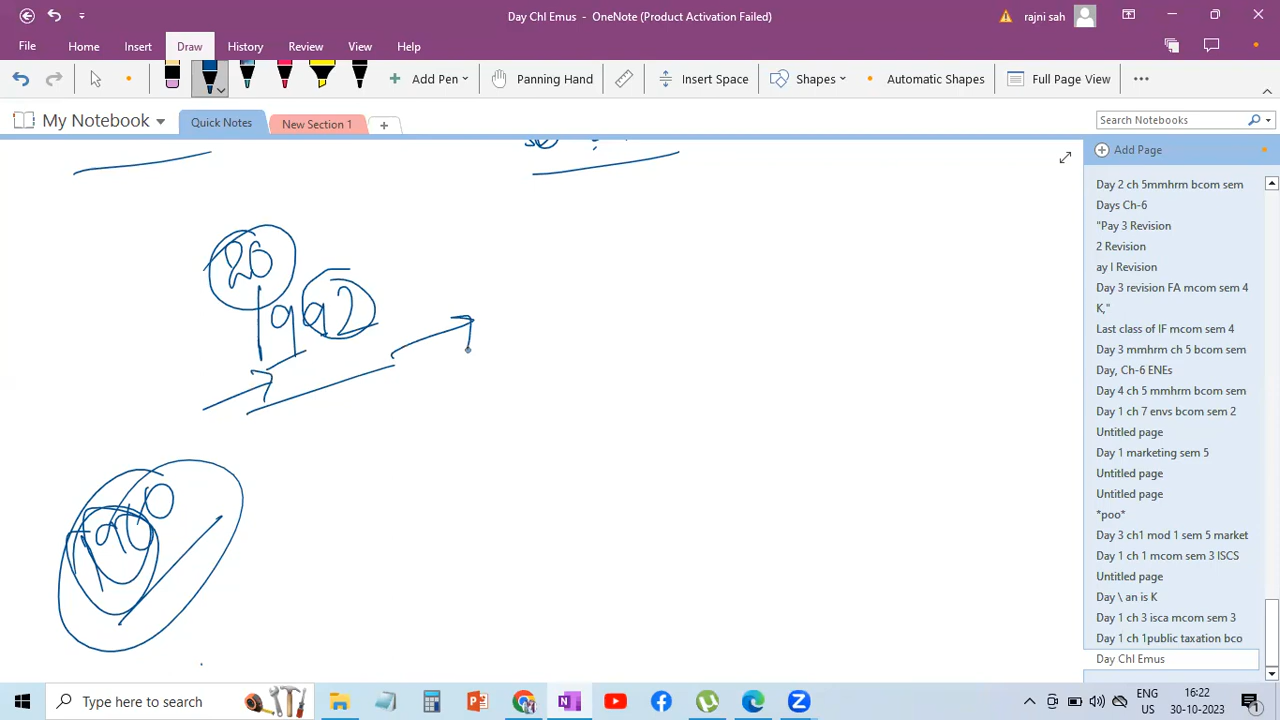 Day Chl Emus - OneNote (Product Activation Failed)
rajni sah
File Home Insert Draw History Review View Help
Add Pen Panning Hand Insert Space Shapes Automatic Shapes Full Page View
My Notebook Quick Notes New Section 1
Search Notebooks
Add Page
Day 2 ch 5mmhrm bcom sem
Days Ch-6
"Pay 3 Revision
2 Revision
ay l Revision
Day 3 revision FA mcom sem 4
K,"
Last class of IF mcom sem 4
Day 3 mmhrm ch 5 bcom sem
Day, Ch-6 ENEs
Day 4 ch 5 mmhrm bcom sem
Day 1 ch 7 envs bcom sem 2
Untitled page
Day 1 marketing sem 5
Untitled page
Untitled page
*poo*
Day 3 ch1 mod 1 sem 5 market
Day 1 ch 1 mcom sem 3 ISCS
Untitled page
Day \ an is K
Day 1 ch 3 isca mcom sem 3
Day 1 ch 1public taxation bco
Day Chl Emus
20
1992
Type here to search
ENG
US
16:22
30-10-2023
1